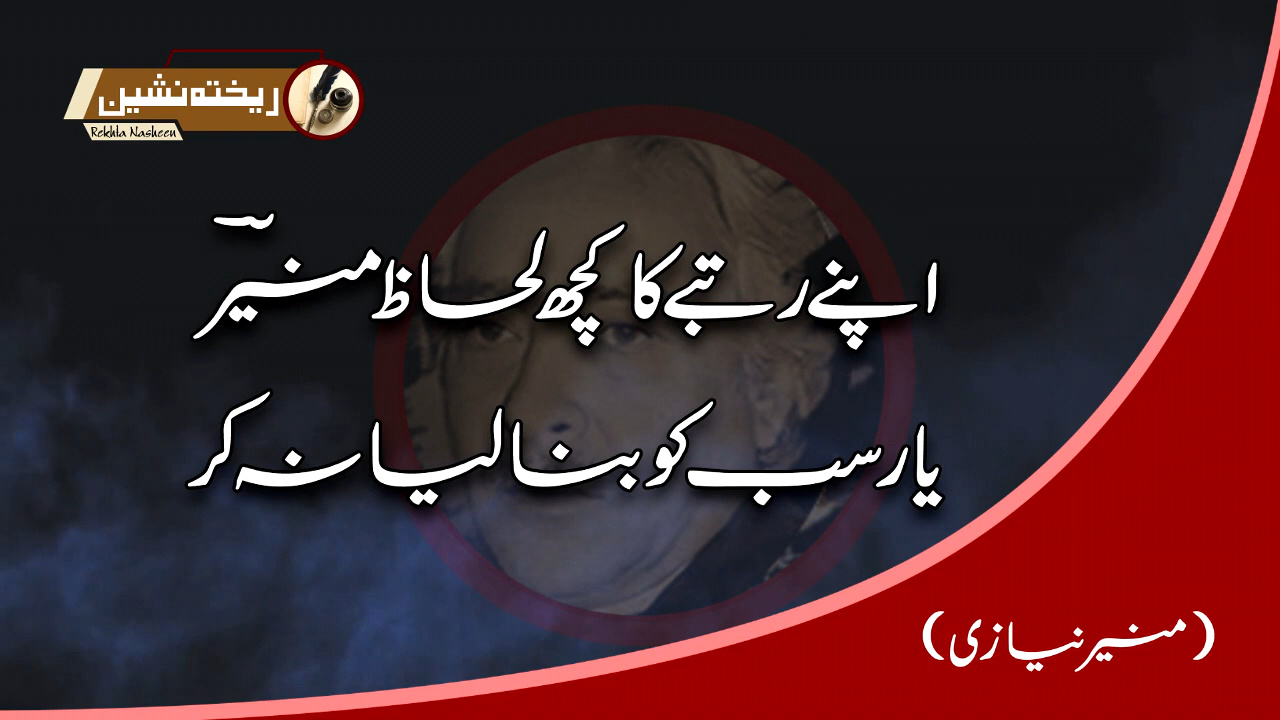 ریختہ نشین
Rekhta Nasheen
اپنے رتبے کا کچھ لحاظ منیرؔ
یار سب کو بنا لیا نہ کر
(منیر نیازی)